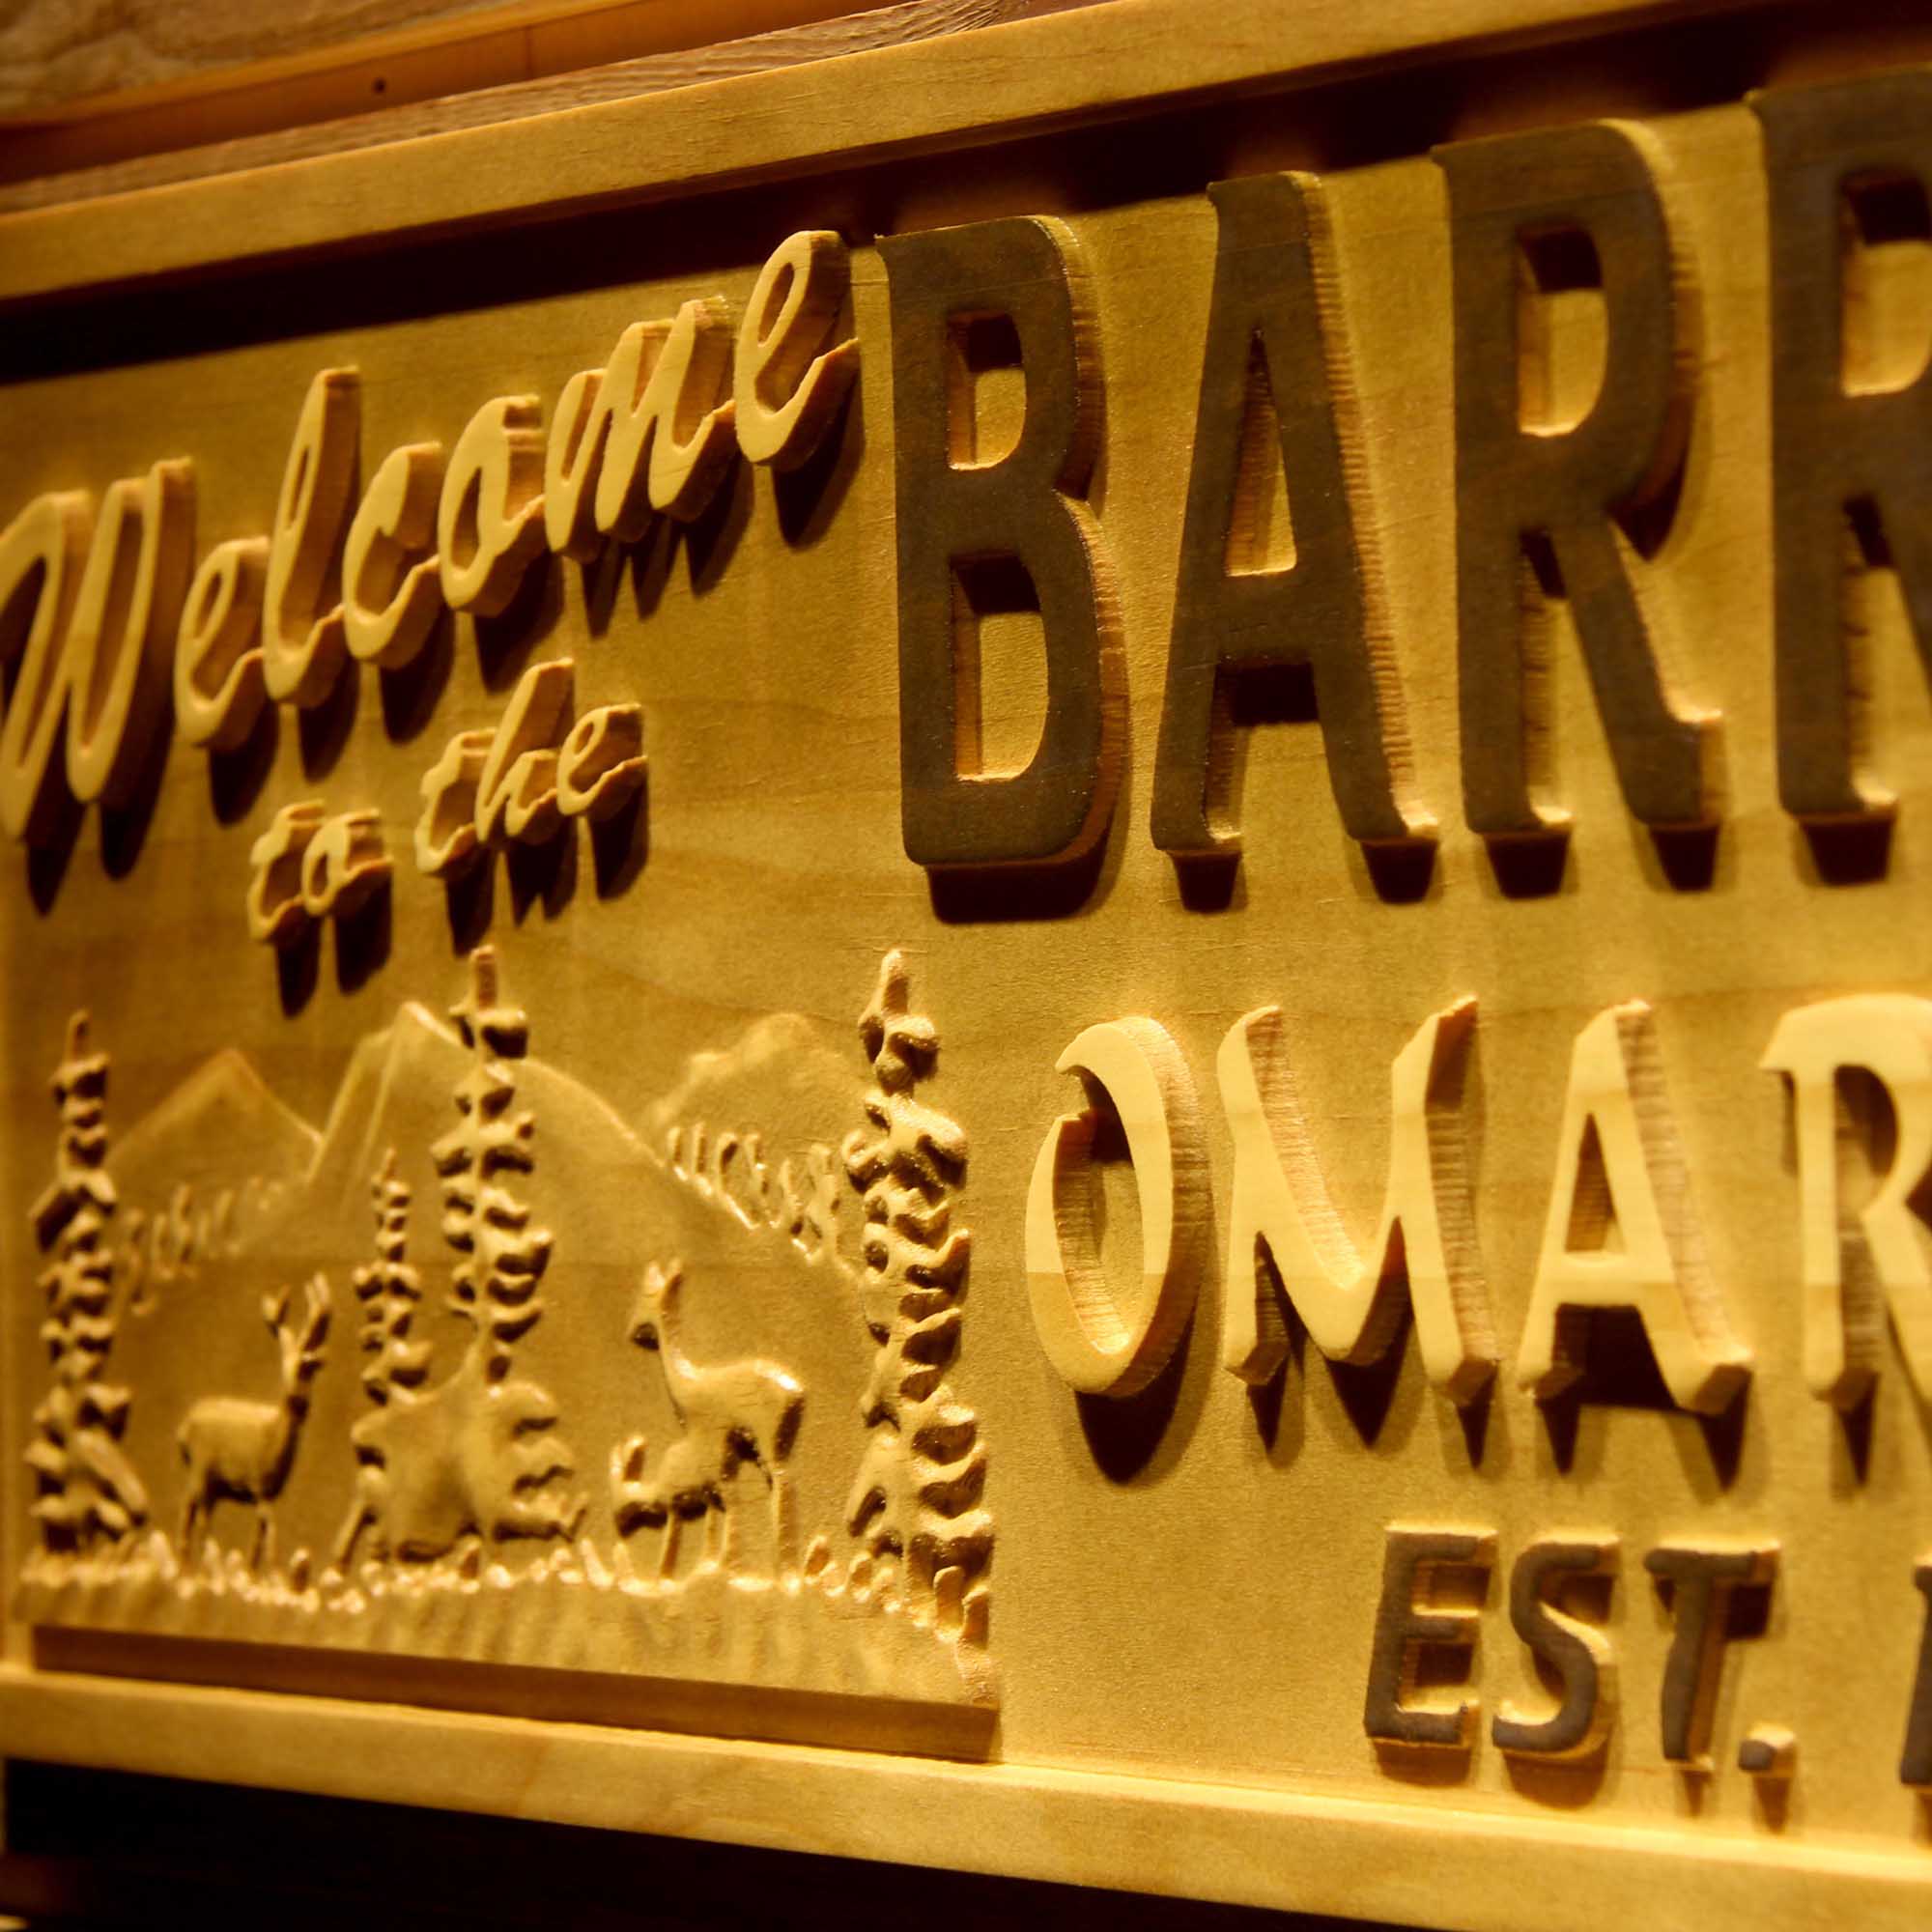 Welcome
to the
BARR
OMAR
EST.